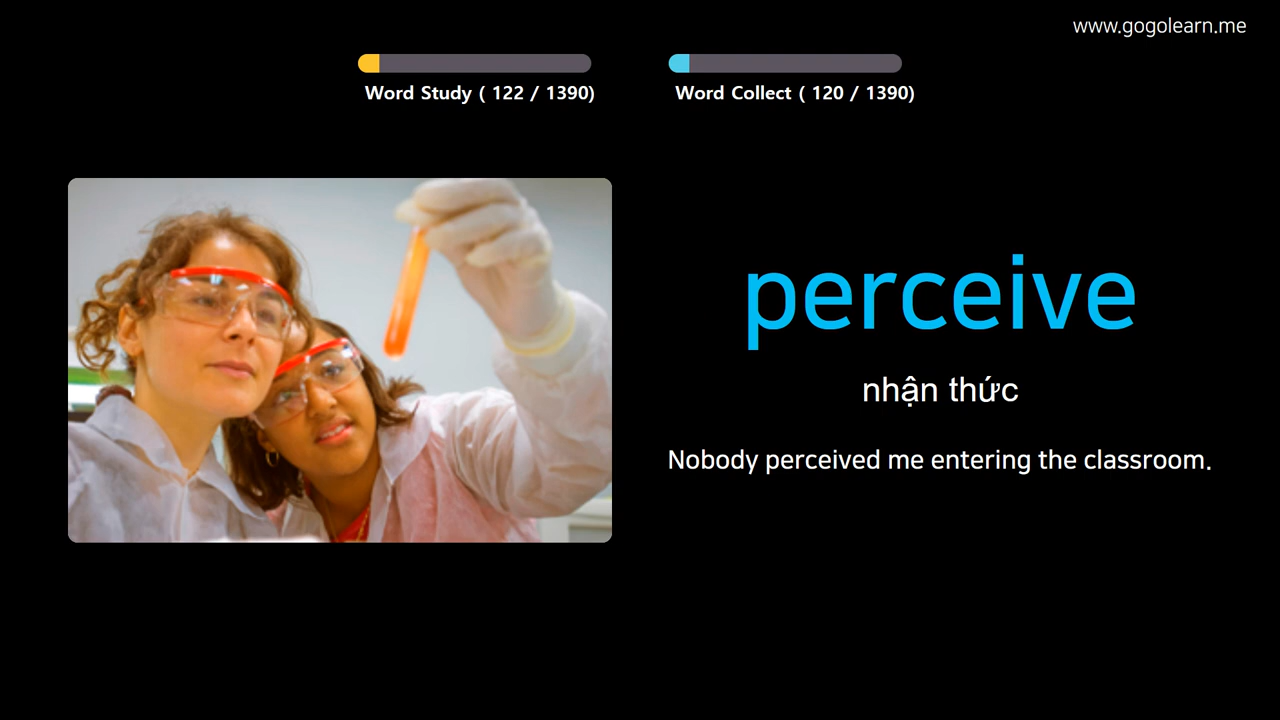 www.gogolearn.me
Word Study ( 122 / 1390)
Word Collect ( 120 / 1390)
perceive
nhận thức
Nobody perceived me entering the classroom.